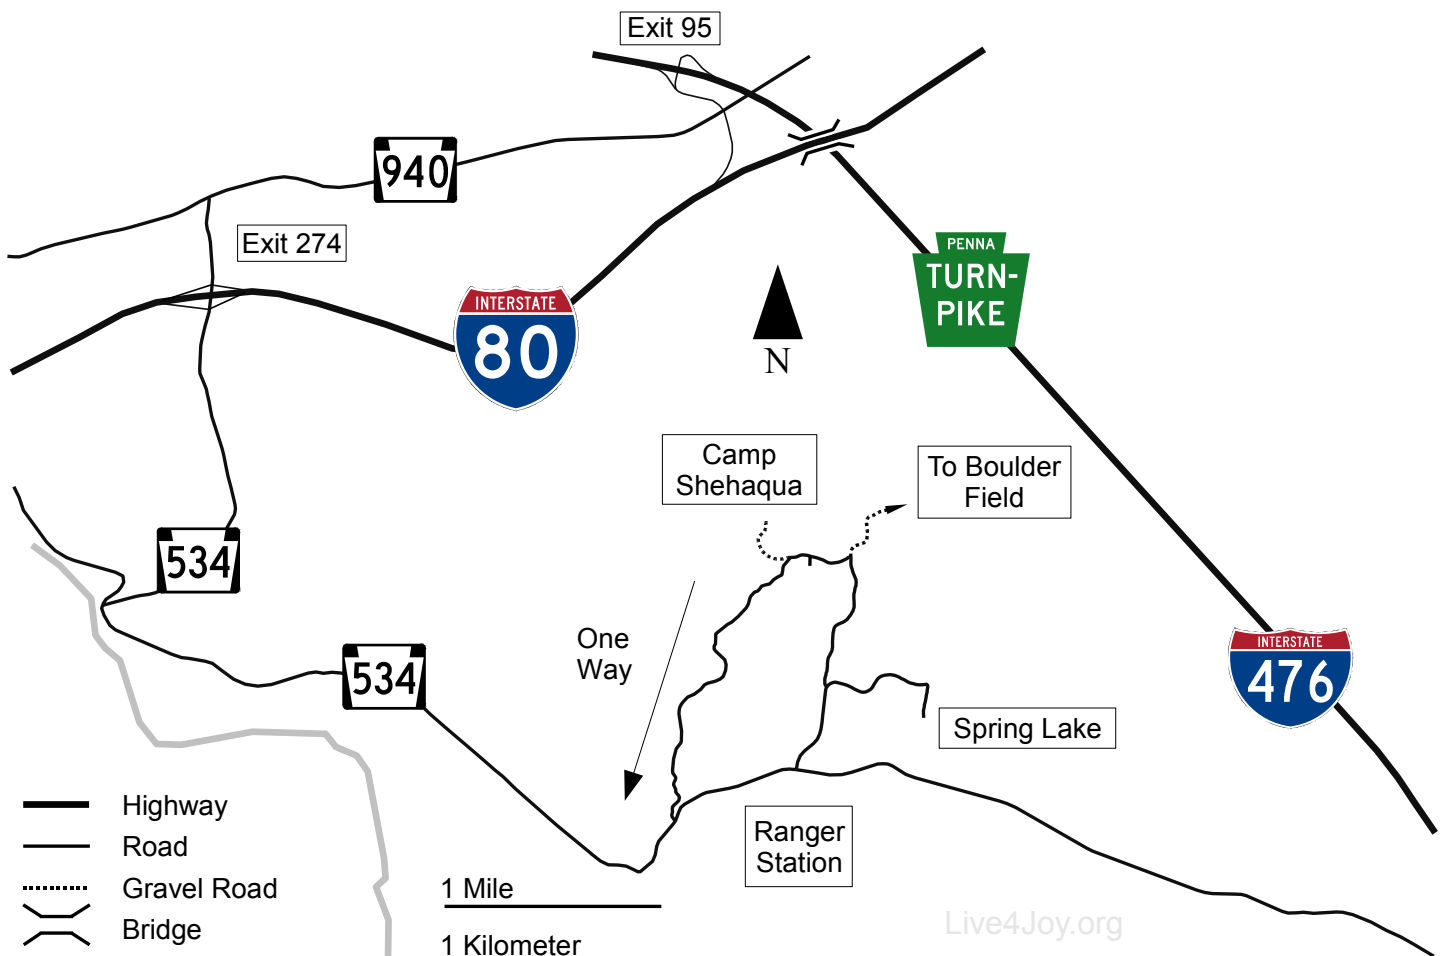 Exit 95
940
Exit 274
PENNA
TURN-
PIKE
INTERSTATE
80
N
Camp
Shehaqua
To Boulder
Field
534
One
Way
INTERSTATE
476
534
Spring Lake
Highway
Road
Gravel Road
Bridge
Ranger
Station
1 Mile
1 Kilometer
Live4Joy.org